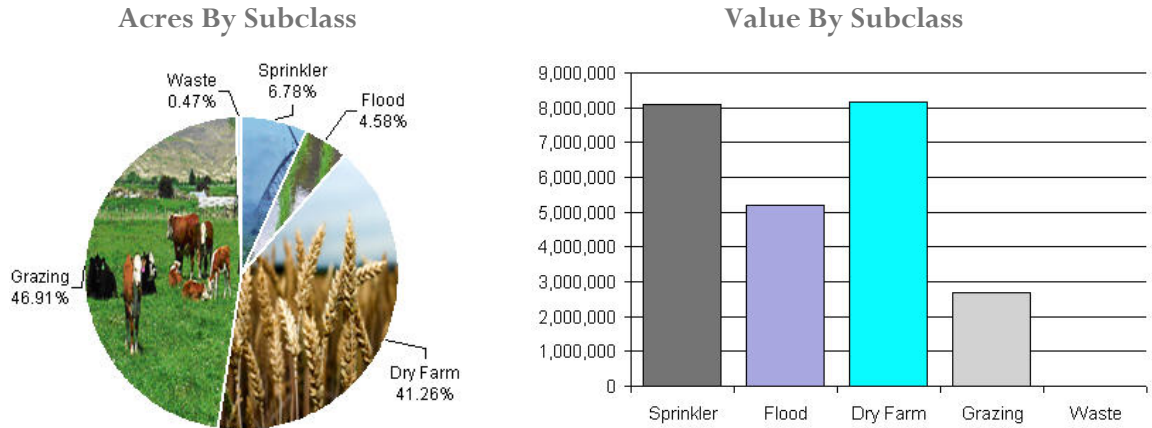 Acres By Subclass
Waste
0.47%
Sprinkler
6.78%
Flood
4.58%
Grazing
46.91%
Dry Farm
41.26%
Value By Subclass
9,000,000
8,000,000
7,000,000
6,000,000
5,000,000
4,000,000
3,000,000
2,000,000
1,000,000
0
Sprinkler Flood Dry Farm Grazing Waste